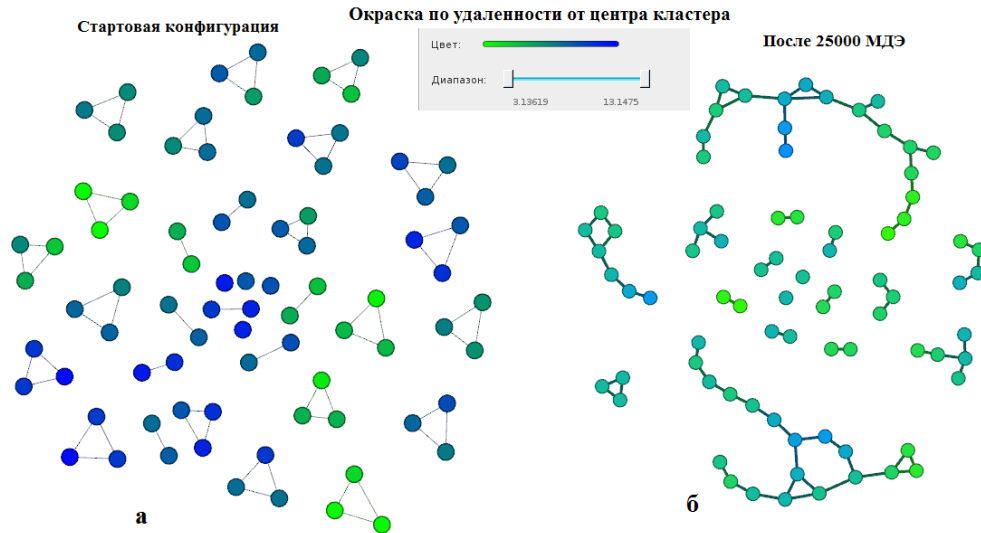 Окраска по удаленности от центра кластера
Стартовая конфигурация
Цвет:
Диапазон:
3.13619 13.1475
После 25000 МДЭ
а
б